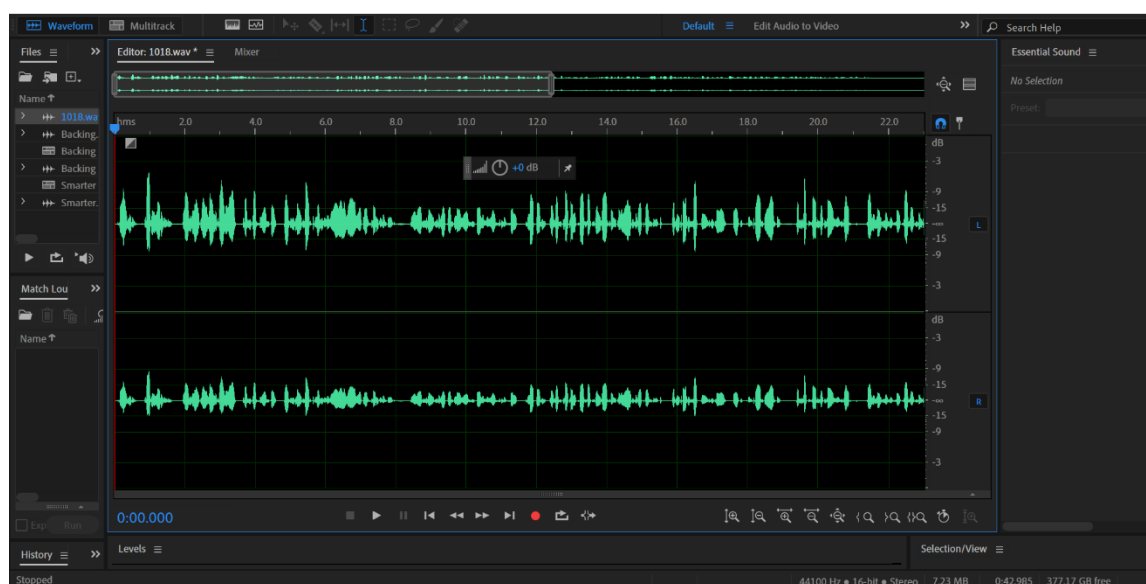 Waveform Multitrack Default Edit Audio to Video Search Help
Files Editor: 1018.wav * Mixer Essential Sound
No Selection
Name
Preset:
1018.wa
Backing.
Backing
Backing
Smarter
Smarter.
hms 2.0 4.0 6.0 8.0 10.0 12.0 14.0 16.0 18.0 20.0 22.0
dB
-3
-9
-15
-∞
-15
-9
-3
L
+0 dB
Match Lou
Name
dB
-3
-9
-15
-∞
-15
-9
-3
R
Exp Run
0:00.000
History Levels Selection/View
Stopped 44100 Hz ● 16-bit ● Stereo 7.23 MB 0:42.985 377.17 GB free